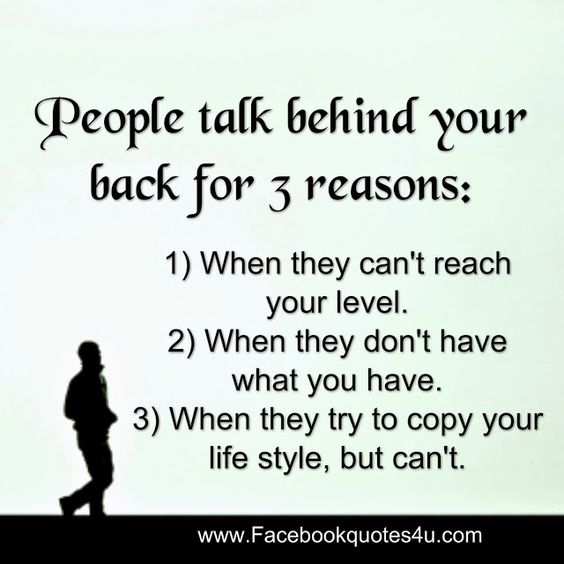 People talk behind your
back for 3 reasons:
1) When they can't reach
your level.
2) When they don't have
what you have.
3) When they try to copy your
life style, but can't.
www.Facebookquotes4u.com